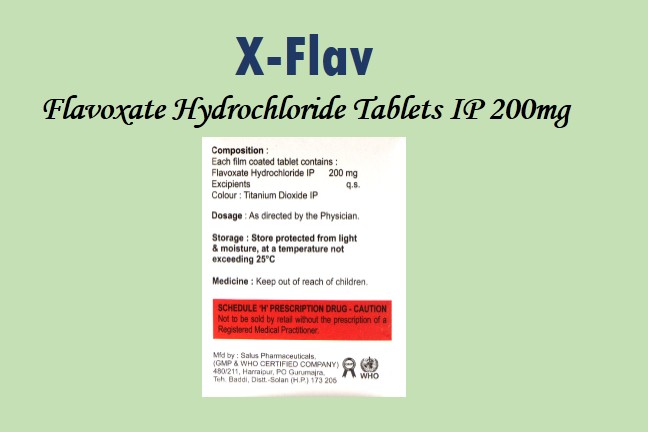 X-Flav
Flavoxate Hydrochloride Tablets IP 200mg
Composition :
Each film coated tablet contains :
Flavoxate Hydrochloride IP 200 mg
Excipients q.s.
Colour : Titanium Dioxide IP
Dosage : As directed by the Physician.
Storage : Store protected from light
& moisture, at a temperature not
exceeding 25°C
Medicine : Keep out of reach of children.
SCHEDULE 'H' PRESCRIPTION DRUG - CAUTION
Not to be sold by retail without the prescription of a
Registered Medical Practitioner.
Mfd by : Salus Pharmaceuticals,
(GMP & WHO CERTIFIED COMPANY)
480/211, Harraipur, PO Gurumajra,
Teh. Baddi, Distt.-Solan (H.P.) 173 205
WHO